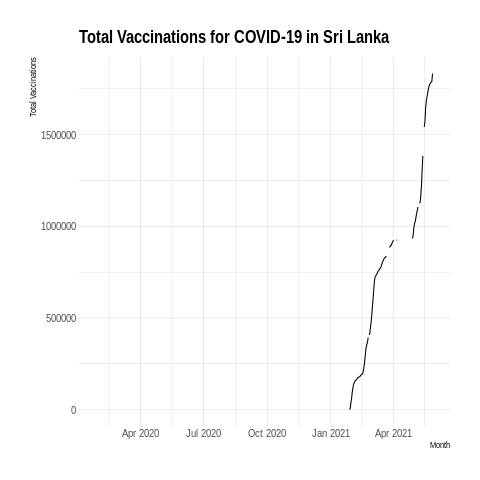 Total Vaccinations for COVID-19 in Sri Lanka
Total Vaccinations
1500000
1000000
500000
0
Apr 2020 Jul 2020 Oct 2020 Jan 2021 Apr 2021
Month